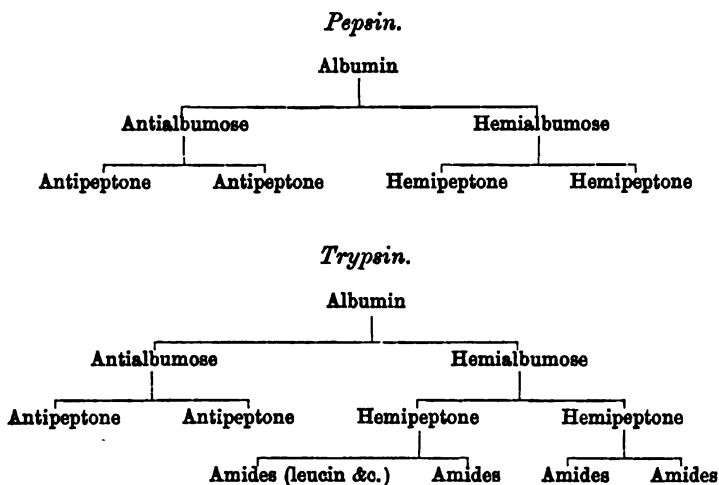 Pepsin.
Albumin
Antialbumose Hemialbumose
Antipeptone Antipeptone Hemipeptone Hemipeptone
Trypsin.
Albumin
Antialbumose Hemialbumose
Antipeptone Antipeptone Hemipeptone Hemipeptone
Amides (leucin &c.) Amides Amides Amides